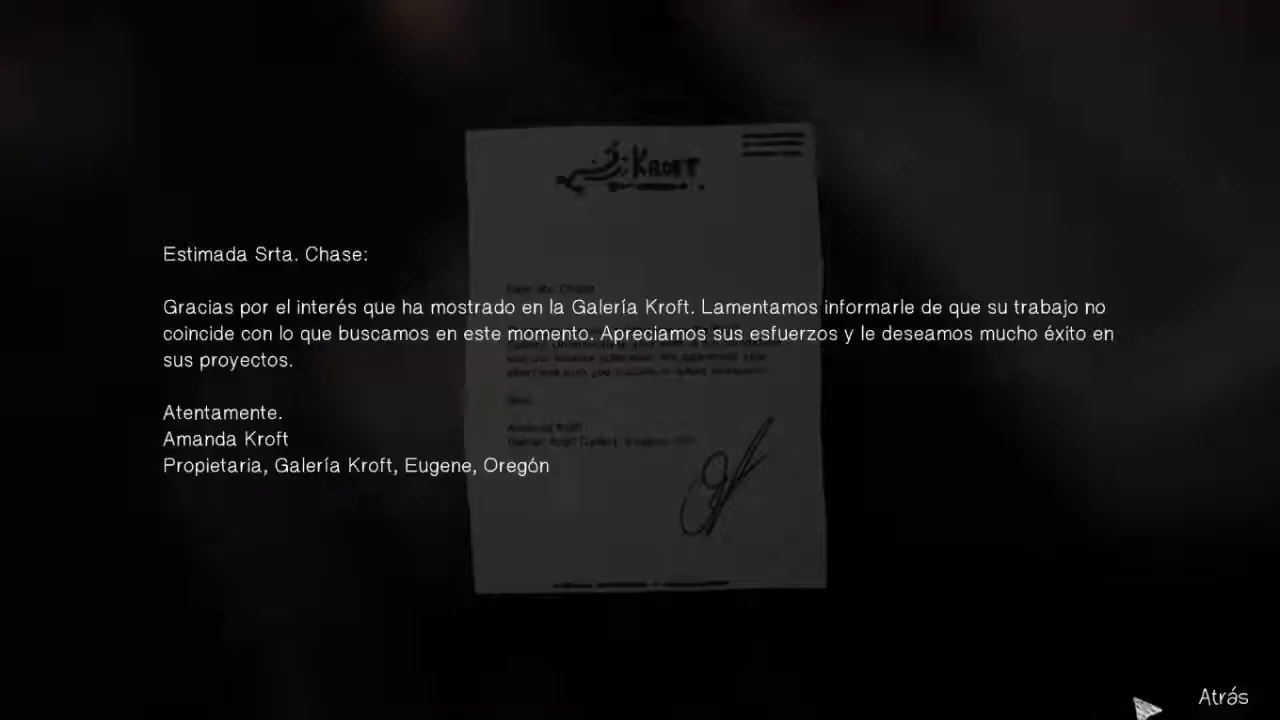 KROFT
Estimada Srta. Chase:
Gracias por el interés que ha mostrado en la Galería Kroft. Lamentamos informarle de que su trabajo no
coincide con lo que buscamos en este momento. Apreciamos sus esfuerzos y le deseamos mucho éxito en
sus proyectos.
Atentamente.
Amanda Kroft
Propietaria, Galería Kroft, Eugene, Oregón
Atrás